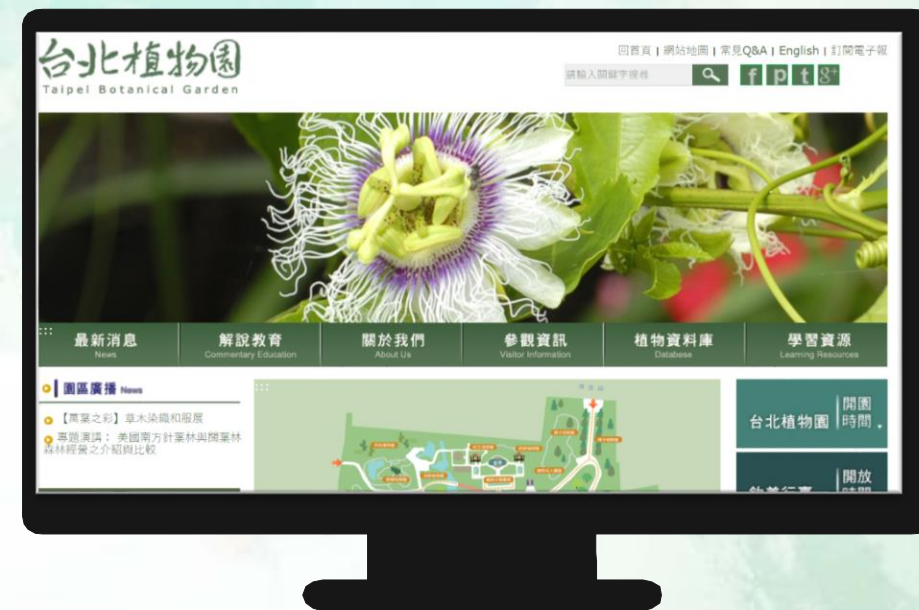 台北植物園
Taipei Botanical Garden
回首頁 | 網站地圖 | 常見Q&A | English | 訂閱電子報
請輸入關鍵字搜尋
f p t 8+
最新消息
News
解說教育
Commentary Education
關於我們
About Us
參觀資訊
Visitor Information
植物資料庫
Database
學習資源
Learning Resources
園區廣播 News
【萬葉之彩】草木染織和服展
專題演講： 美國南方針葉林與闊葉林
森林經營之介紹與比較
台北植物園
開園
時間
開放